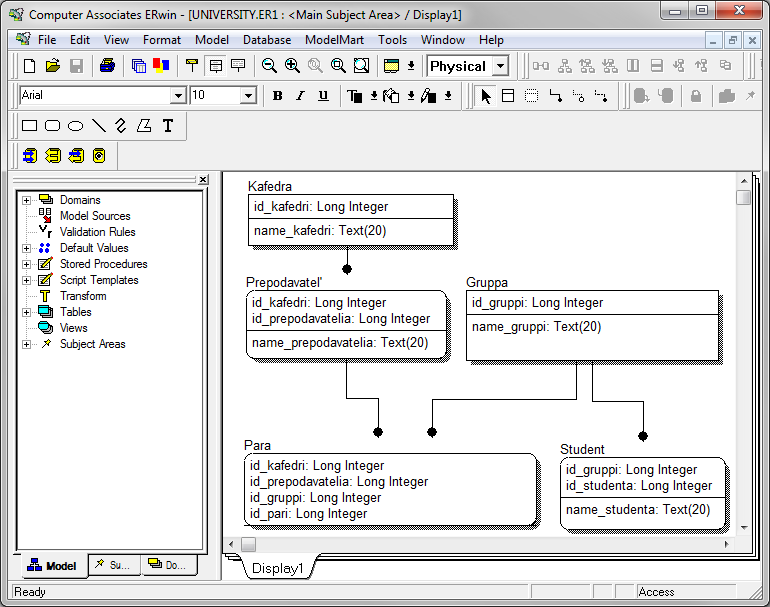 Computer Associates ERwin - [UNIVERSITY.ER1 : <Main Subject Area> / Display1]
File Edit View Format Model Database ModelMart Tools Window Help
Physical
Arial 10 B I U
T
Domains
Model Sources
Validation Rules
Default Values
Stored Procedures
Script Templates
Transform
Tables
Views
Subject Areas
Model Su... Do...
Kafedra
id_kafedri: Long Integer
name_kafedri: Text(20)
Prepodavatel'
id_kafedri: Long Integer
id_prepodavatelia: Long Integer
name_prepodavatelia: Text(20)
Gruppa
id_gruppi: Long Integer
name_gruppi: Text(20)
Para
id_kafedri: Long Integer
id_prepodavatelia: Long Integer
id_gruppi: Long Integer
id_pari: Long Integer
Student
id_gruppi: Long Integer
id_studenta: Long Integer
name_studenta: Text(20)
Display1
Ready
Access